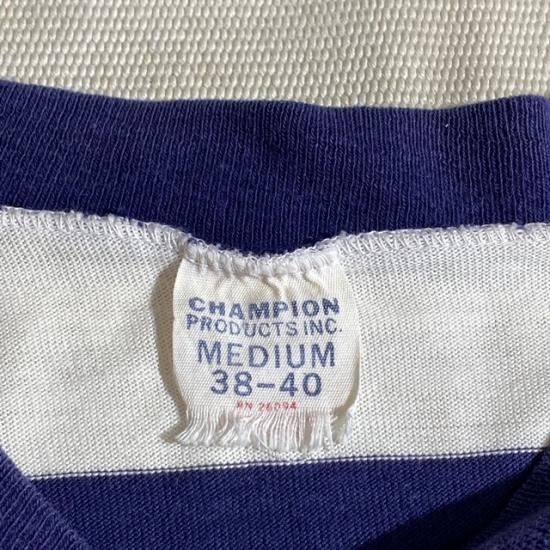 CHAMPION
PRODUCTS INC.
MEDIUM
38-40
RN 26094